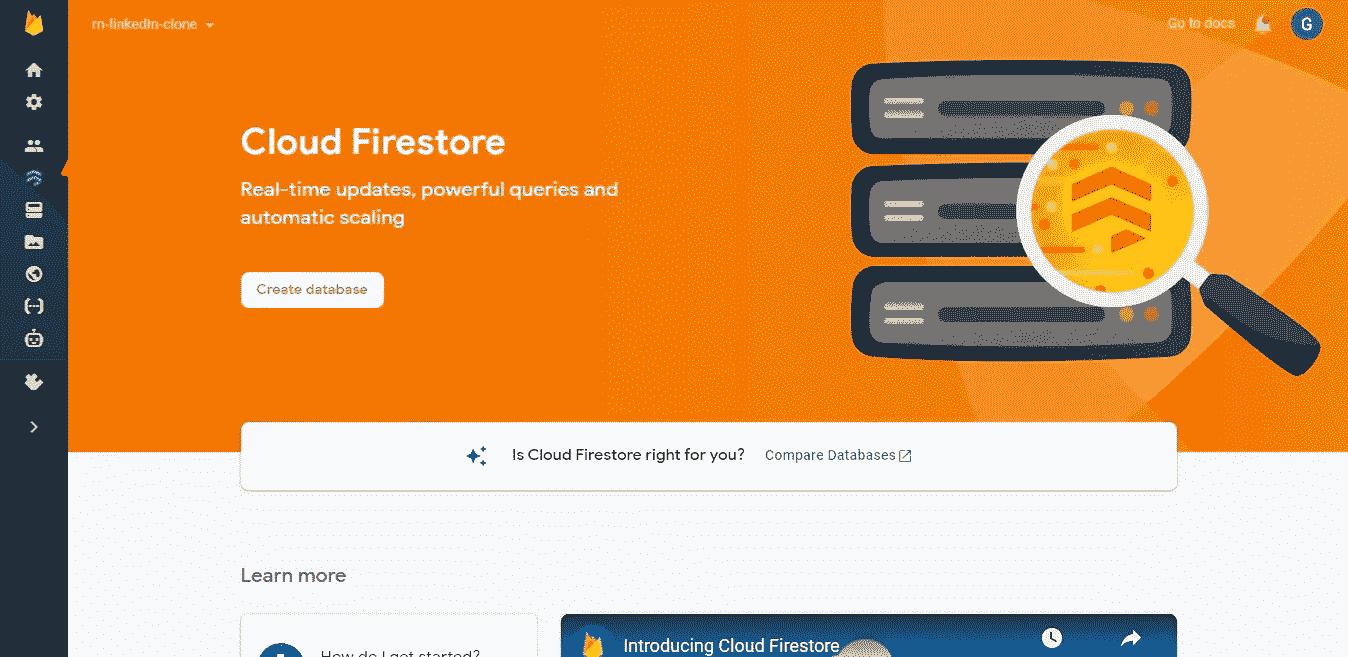 rn-linkedIn-clone
Go to docs
G
Cloud Firestore
Real-time updates, powerful queries and
automatic scaling
Create database
Is Cloud Firestore right for you? Compare Databases
Learn more
How do I get started?
Introducing Cloud Firestore